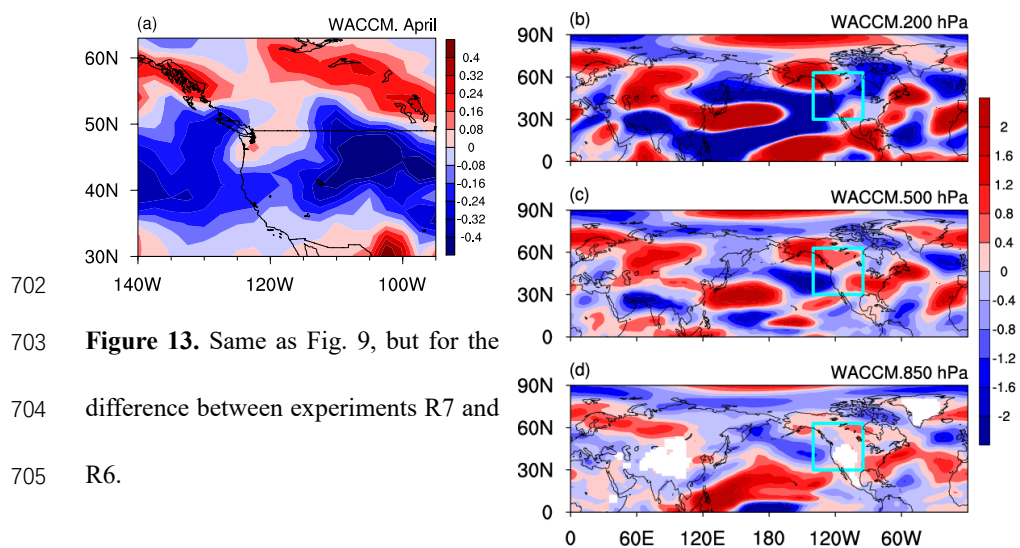 (a) WACCM. April
60N
50N
40N
30N
140W 120W 100W
0.4
0.32
0.24
0.16
0.08
0
-0.08
-0.16
-0.24
-0.32
-0.4
702
703 Figure 13. Same as Fig. 9, but for the
704 difference between experiments R7 and
705 R6.
(b) WACCM.200 hPa
90N
60N
30N
0
(c) WACCM.500 hPa
90N
60N
30N
0
(d) WACCM.850 hPa
90N
60N
30N
0
0 60E 120E 180 120W 60W
2
1.6
1.2
0.8
0.4
0
-0.4
-0.8
-1.2
-1.6
-2